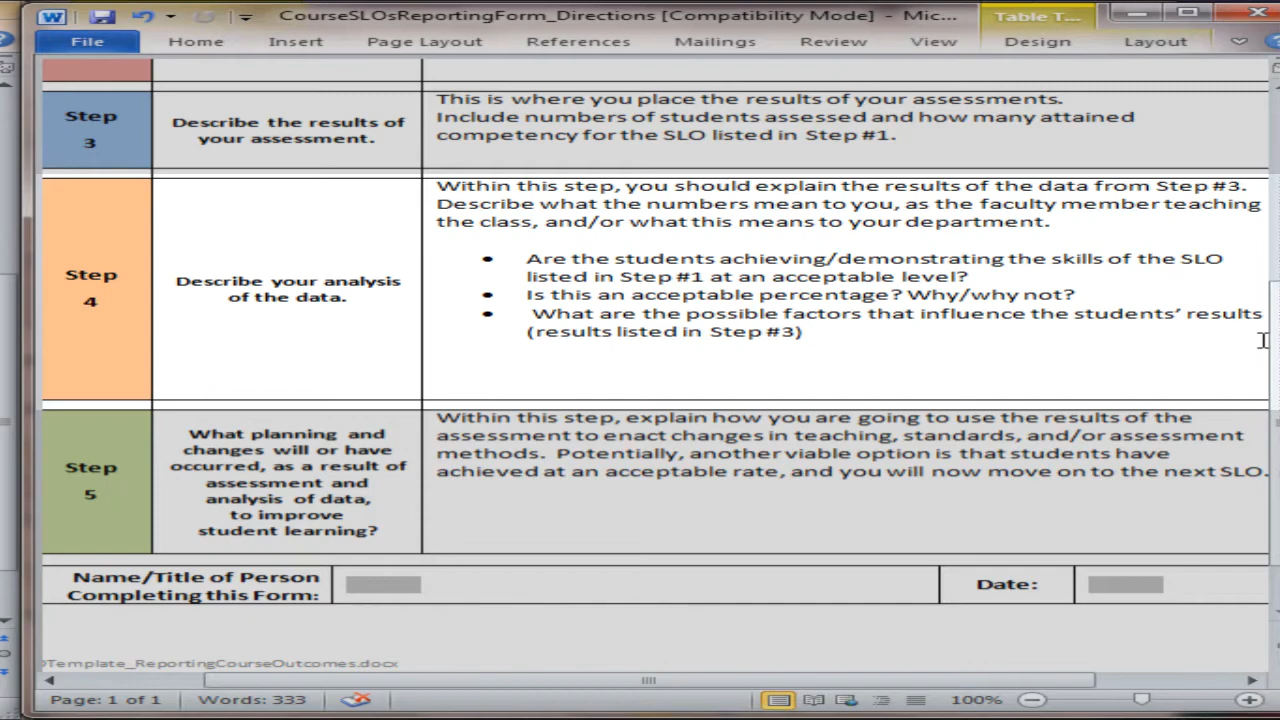 CourseSLOsReportingForm_Directions [Compatibility Mode] - Mic...
Table T...
File Home Insert Page Layout References Mailings Review View Design Layout
Step
3
Describe the results of
your assessment.
This is where you place the results of your assessments.
Include numbers of students assessed and how many attained
competency for the SLO listed in Step #1.
Step
4
Describe your analysis
of the data.
Within this step, you should explain the results of the data from Step #3.
Describe what the numbers mean to you, as the faculty member teaching
the class, and/or what this means to your department.
• Are the students achieving/demonstrating the skills of the SLO
listed in Step #1 at an acceptable level?
• Is this an acceptable percentage? Why/why not?
• What are the possible factors that influence the students’ results
(results listed in Step #3)
Step
5
What planning and
changes will or have
occurred, as a result of
assessment and
analysis of data,
to improve
student learning?
Within this step, explain how you are going to use the results of the
assessment to enact changes in teaching, standards, and/or assessment
methods. Potentially, another viable option is that students have
achieved at an acceptable rate, and you will now move on to the next SLO.
Name/Title of Person
Completing this Form:
Date:
Template_ReportingCourseOutcomes.docx
Page: 1 of 1 Words: 333 100%